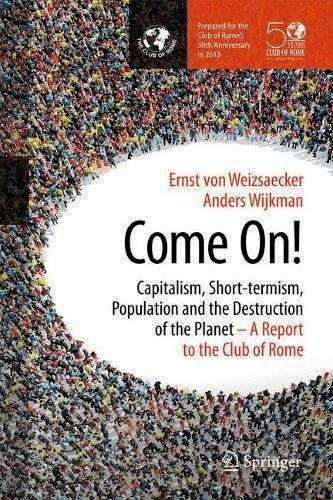 THE CLUB OF ROME
Prepared for the
Club of Rome's
50th Anniversary
in 2018
50
YEARS
CLUB OF ROME
Ernst von Weizsaecker
Anders Wijkman
Come On!
Capitalism, Short-termism,
Population and the Destruction
of the Planet – A Report
to the Club of Rome
Springer